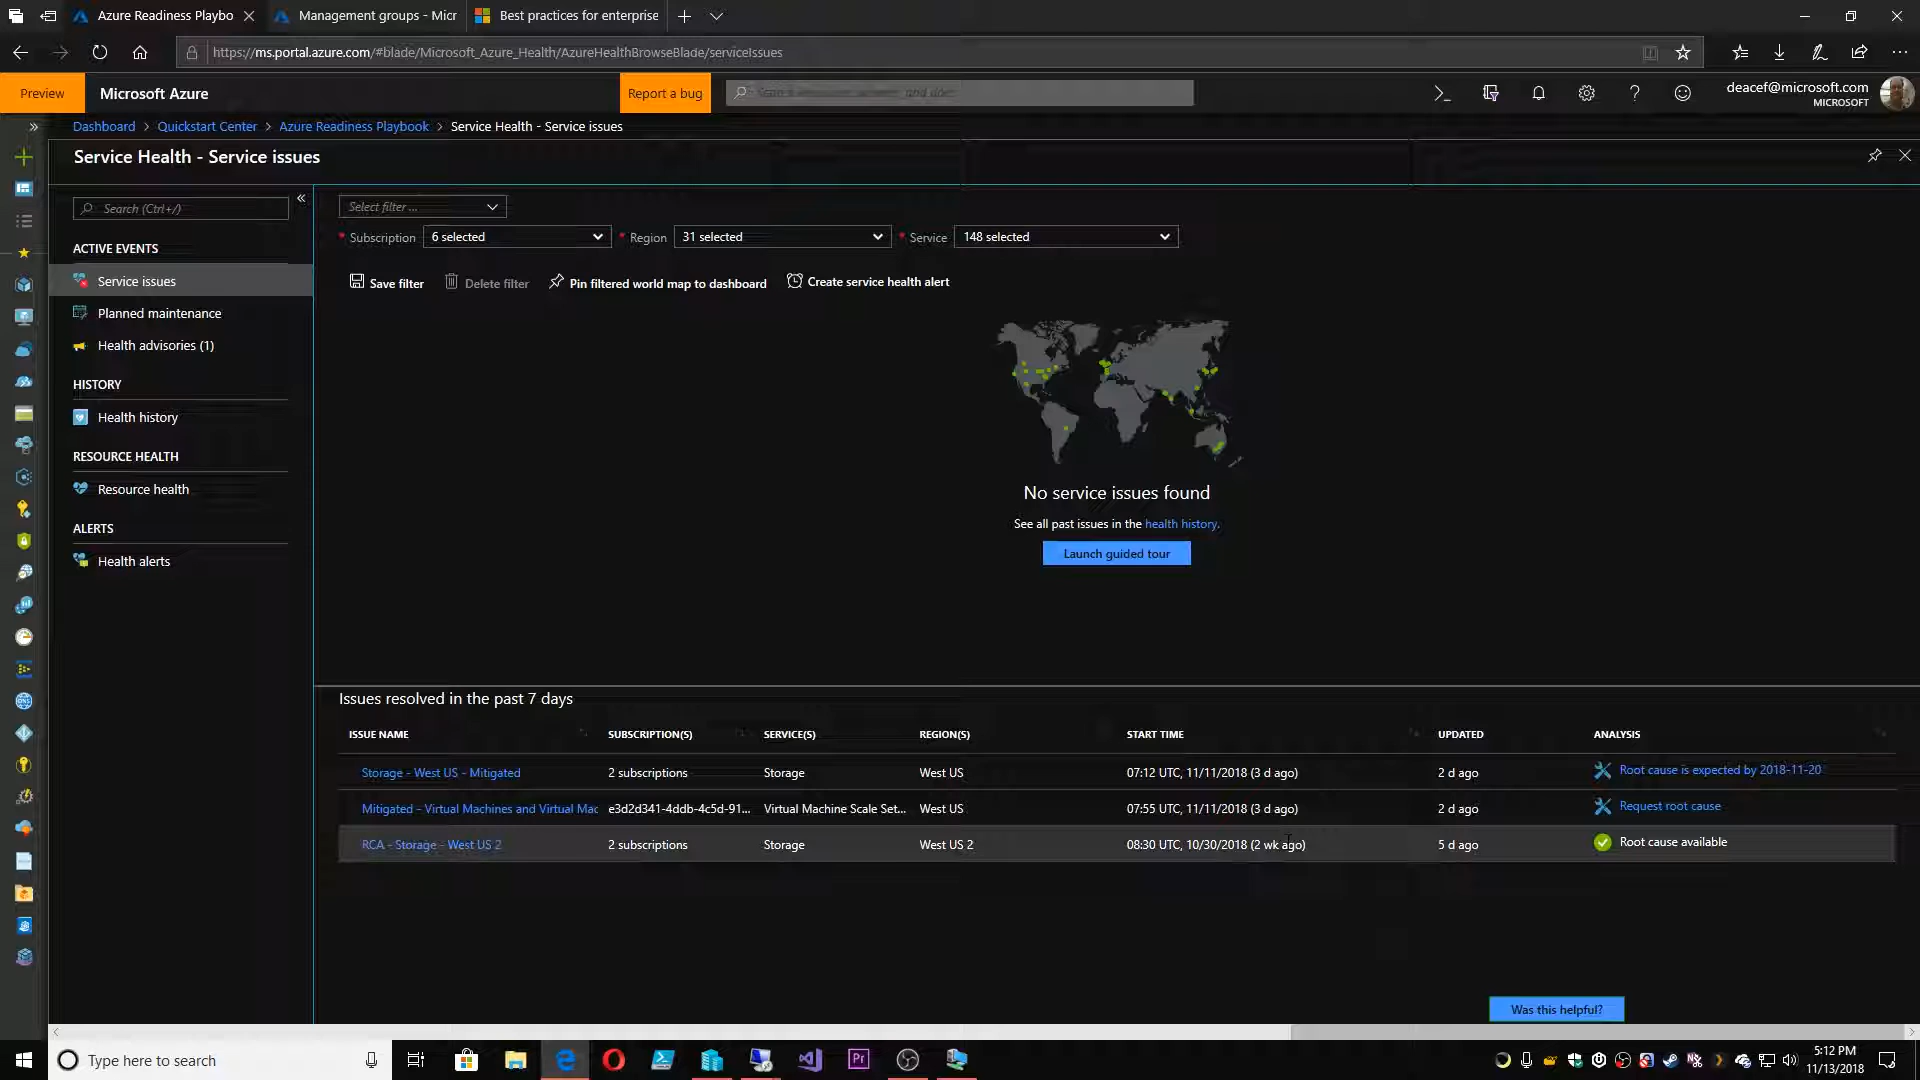 Azure Readiness Playbo
Management groups - Micr
Best practices for enterprise
https://ms.portal.azure.com/#blade/Microsoft_Azure_Health/AzureHealthBrowseBlade/serviceIssues
Preview
Microsoft Azure
Report a bug
deacef@microsoft.com
MICROSOFT
Dashboard > Quickstart Center > Azure Readiness Playbook > Service Health - Service issues
Service Health - Service issues
Search (Ctrl+/)
ACTIVE EVENTS
Service issues
Planned maintenance
Health advisories (1)
HISTORY
Health history
RESOURCE HEALTH
Resource health
ALERTS
Health alerts
Select filter ...
* Subscription 6 selected * Region 31 selected * Service 148 selected
Save filter Delete filter Pin filtered world map to dashboard Create service health alert
No service issues found
See all past issues in the health history.
Launch guided tour
Issues resolved in the past 7 days
ISSUE NAME SUBSCRIPTION(S) SERVICE(S) REGION(S) START TIME UPDATED ANALYSIS
Storage - West US - Mitigated 2 subscriptions Storage West US 07:12 UTC, 11/11/2018 (3 d ago) 2 d ago Root cause is expected by 2018-11-20
Mitigated - Virtual Machines and Virtual Mac e3d2d341-4ddb-4c5d-91... Virtual Machine Scale Set... West US 07:55 UTC, 11/11/2018 (3 d ago) 2 d ago Request root cause
RCA - Storage - West US 2 2 subscriptions Storage West US 2 08:30 UTC, 10/30/2018 (2 wk ago) 5 d ago Root cause available
Was this helpful?
Type here to search
Pr
5:12 PM
11/13/2018